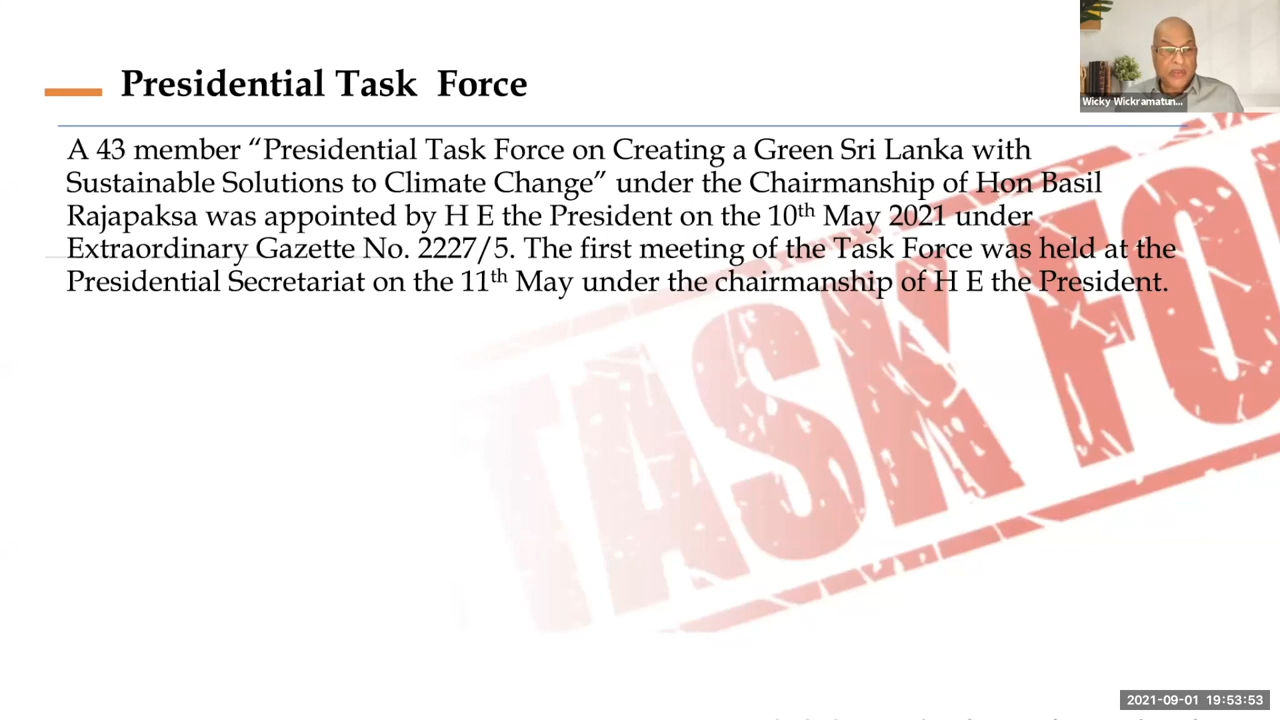 Presidential Task Force
Wicky Wickramatun...
A 43 member “Presidential Task Force on Creating a Green Sri Lanka with
Sustainable Solutions to Climate Change” under the Chairmanship of Hon Basil
Rajapaksa was appointed by H E the President on the 10th May 2021 under
Extraordinary Gazette No. 2227/5. The first meeting of the Task Force was held at the
Presidential Secretariat on the 11th May under the chairmanship of H E the President.
TASK FO
2021-09-01 19:53:53